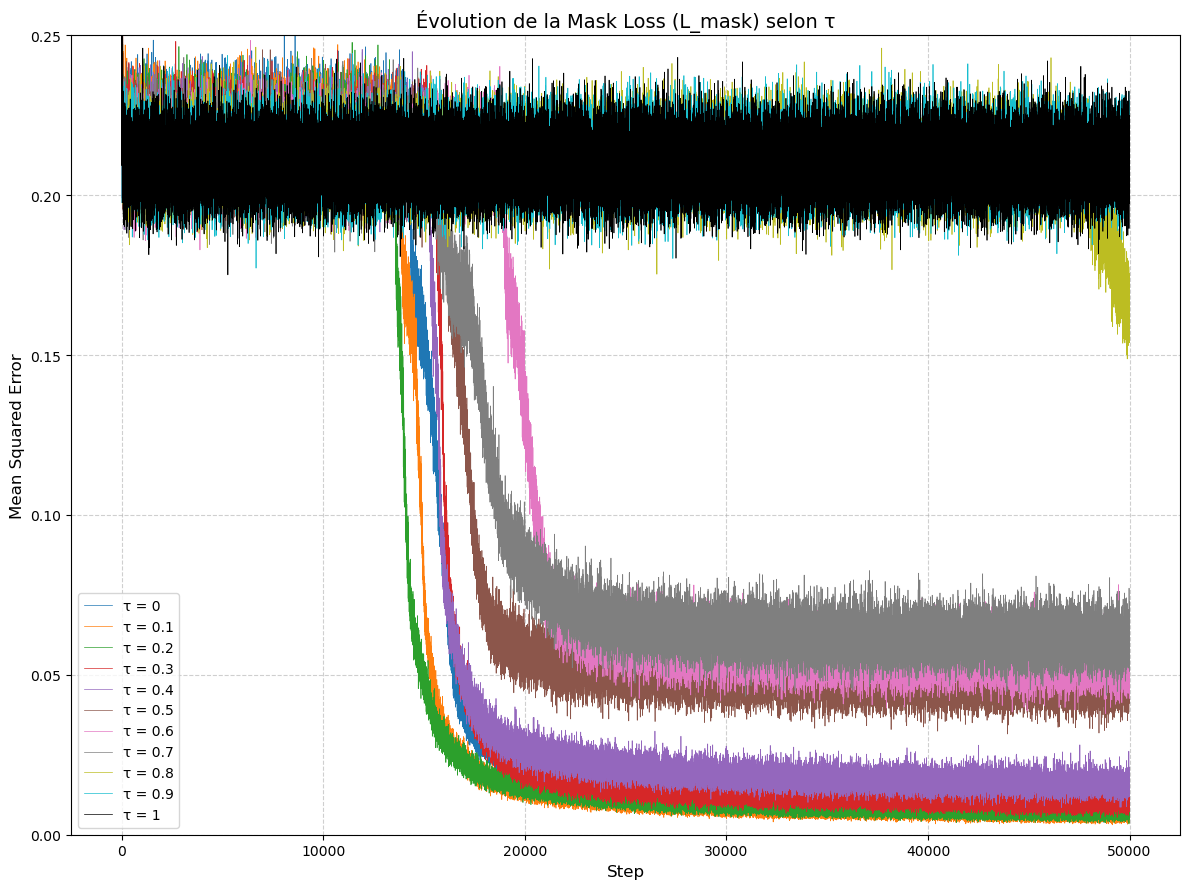 Évolution de la Mask Loss (L_mask) selon τ
Mean Squared Error
0.25
0.20
0.15
0.10
0.05
0.00
τ = 0
τ = 0.1
τ = 0.2
τ = 0.3
τ = 0.4
τ = 0.5
τ = 0.6
τ = 0.7
τ = 0.8
τ = 0.9
τ = 1
0 10000 20000 30000 40000 50000
Step